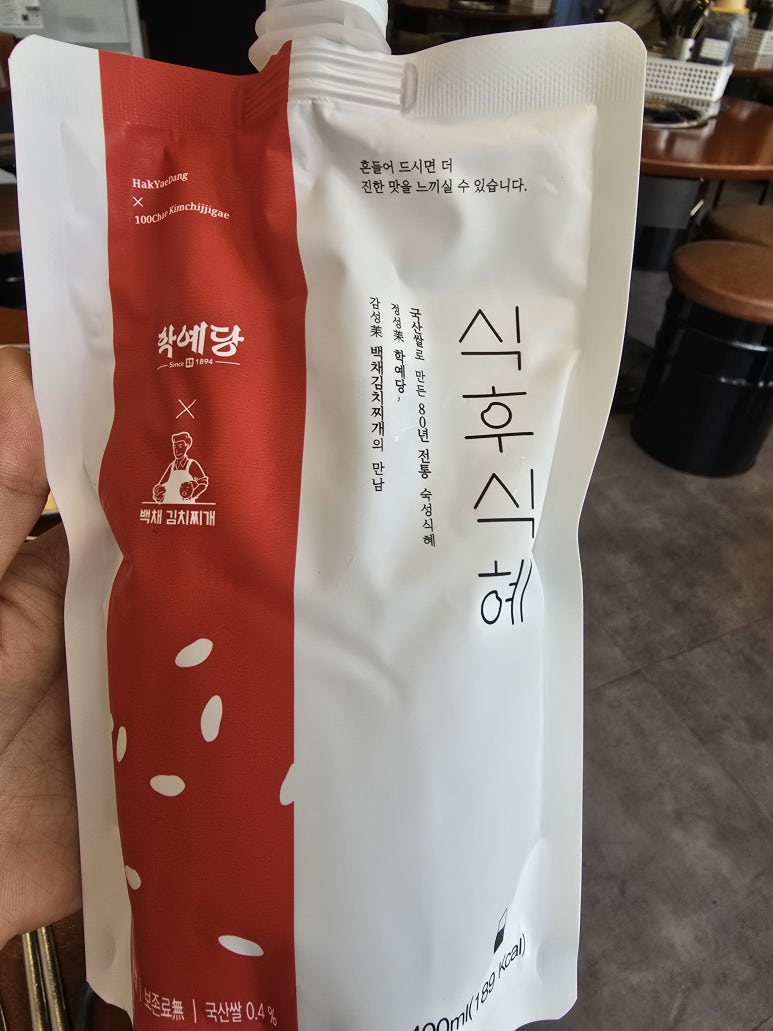 HakYaeDang
×
100Chae Kimchijjigae
흔들어 드시면 더
진한 맛을 느끼실 수 있습니다.
학예당
Since 1894
×
백채 김치찌개
식후식혜
국산쌀로 만든 80년 전통 숙성식혜
정성茱 학예당,
감성茱 백채김치찌개의 만남
보존료無 | 국산쌀 0.4%
400ml(189 Kcal)